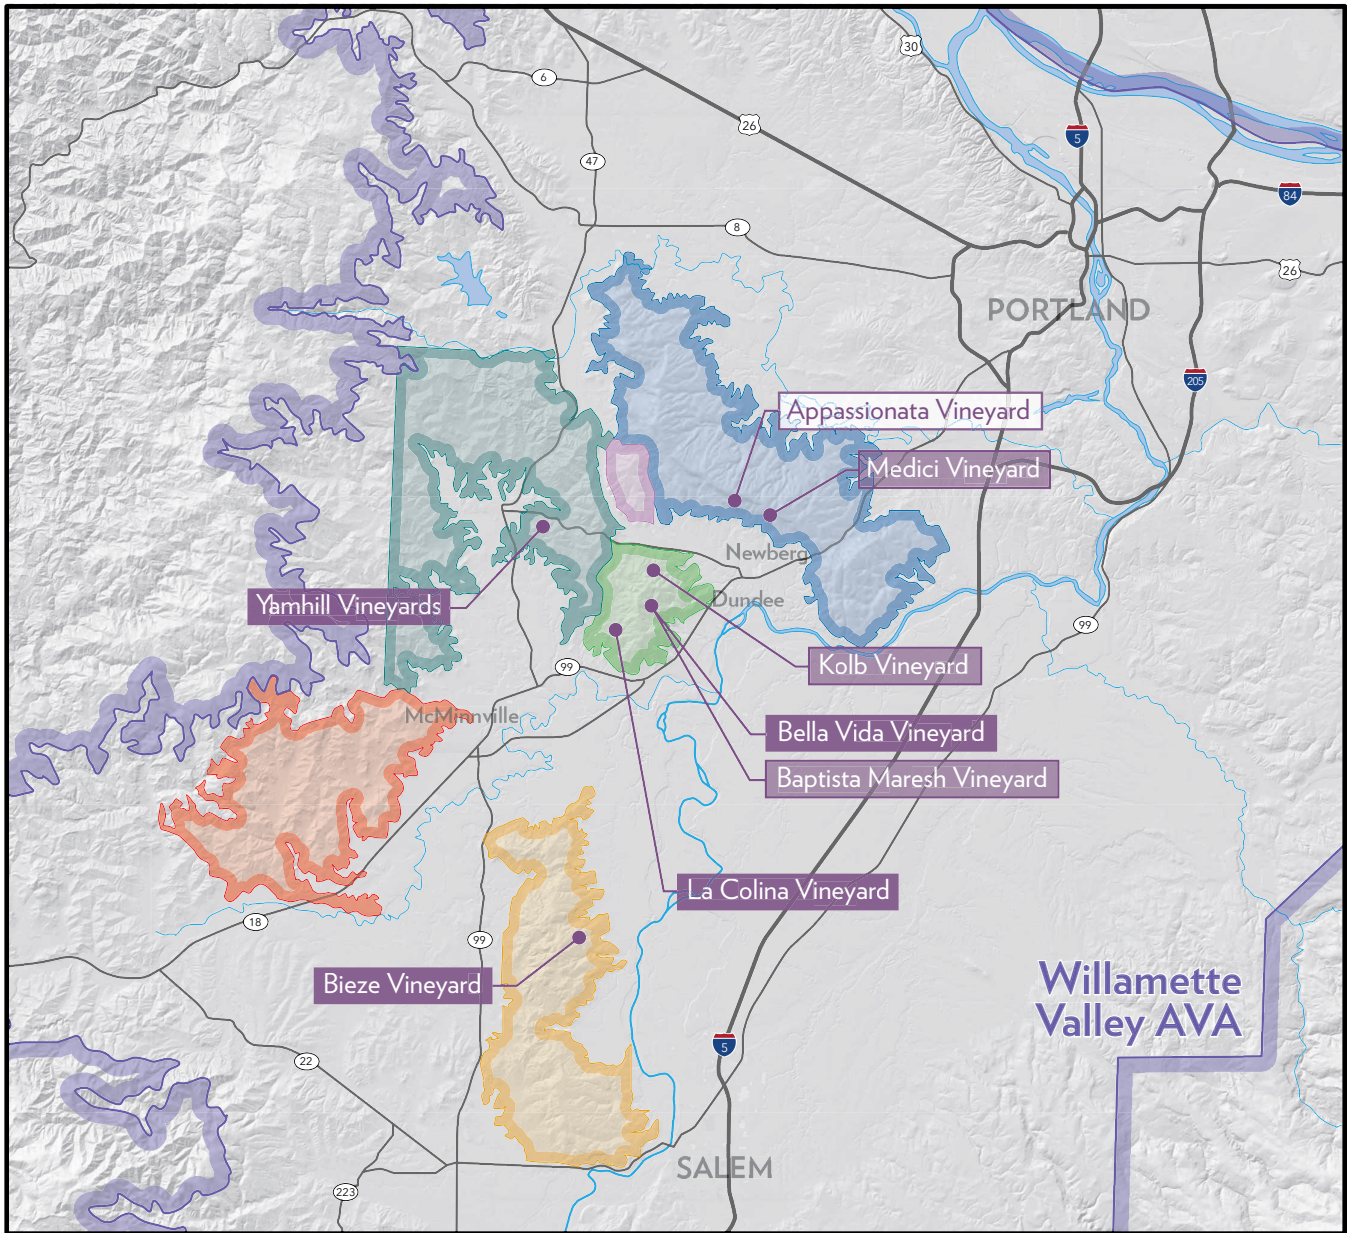 30
6
26
5
47
84
8
26
PORTLAND
205
Appassionata Vineyard
Medici Vineyard
Newberg
Dundee
Yamhill Vineyards
99
99
Kolb Vineyard
McMinnville
Bella Vida Vineyard
Baptista Maresh Vineyard
La Colina Vineyard
18
99
Bieze Vineyard
Willamette
Valley AVA
5
22
SALEM
223